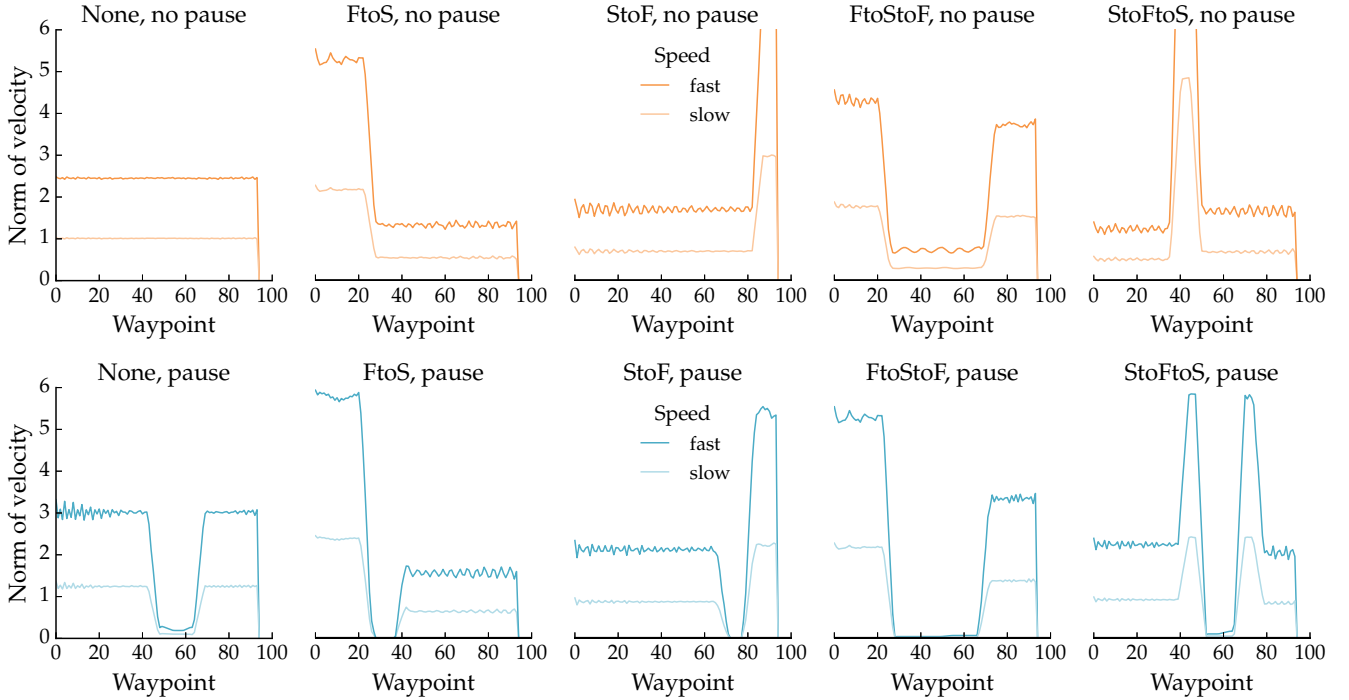 None, no pause
FtoS, no pause
StoF, no pause
FtoStoF, no pause
StoFtoS, no pause
Norm of velocity
6
5
4
3
2
1
0
Speed
fast
slow
0 20 40 60 80 100
0 20 40 60 80 100
0 20 40 60 80 100
0 20 40 60 80 100
0 20 40 60 80 100
Waypoint
Waypoint
Waypoint
Waypoint
Waypoint
None, pause
FtoS, pause
StoF, pause
FtoStoF, pause
StoFtoS, pause
Norm of velocity
6
5
4
3
2
1
0
Speed
fast
slow
0 20 40 60 80 100
0 20 40 60 80 100
0 20 40 60 80 100
0 20 40 60 80 100
0 20 40 60 80 100
Waypoint
Waypoint
Waypoint
Waypoint
Waypoint